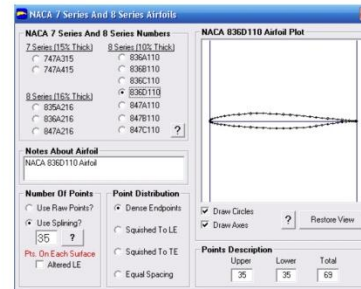 NACA 7 Series And 8 Series Airfoils
NACA 7 Series And 8 Series Numbers
7 Series (15% Thick)
747A315
747A415
8 Series (16% Thick)
835A216
836A216
847A216
8 Series (10% Thick)
836A110
836B110
836C110
836D110
847A110
847B110
847C110
?
Notes About Airfoil
NACA 836D110 Airfoil
Number Of Points
Use Raw Points?
Use Splining?
35
?
Pts. On Each Surface
Altered LE
Point Distribution
Dense Endpoints
Squished To LE
Squished To TE
Equal Spacing
NACA 836D110 Airfoil Plot
Draw Circles
Draw Axes
?
Restore View
Points Description
Upper Lower Total
35 35 69